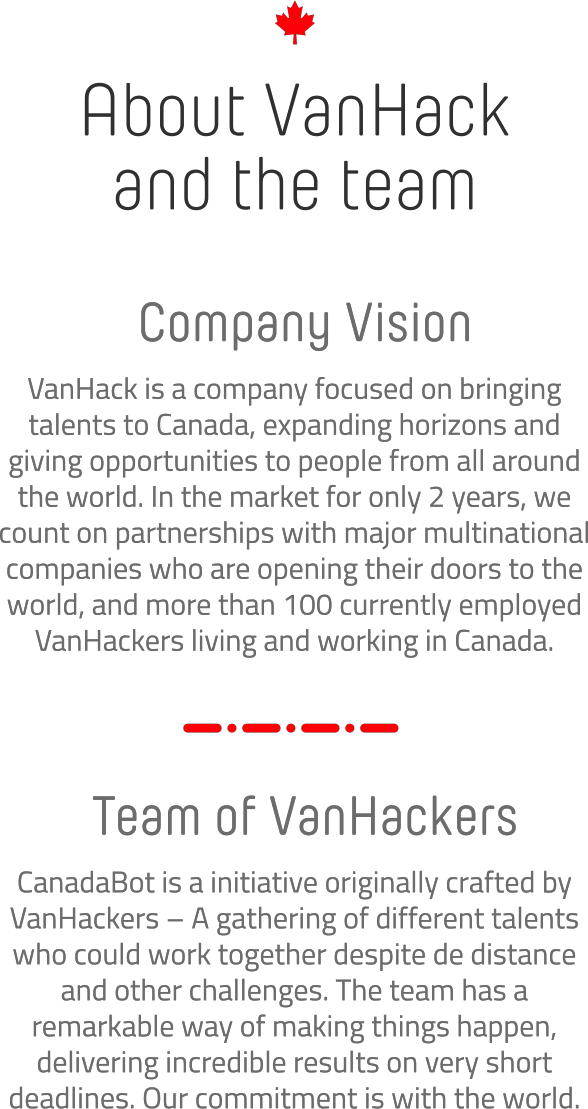 About VanHack
and the team
Company Vision
VanHack is a company focused on bringing
talents to Canada, expanding horizons and
giving opportunities to people from all around
the world. In the market for only 2 years, we
count on partnerships with major multinational
companies who are opening their doors to the
world, and more than 100 currently employed
VanHackers living and working in Canada.
Team of VanHackers
CanadaBot is a initiative originally crafted by
VanHackers – A gathering of different talents
who could work together despite de distance
and other challenges. The team has a
remarkable way of making things happen,
delivering incredible results on very short
deadlines. Our commitment is with the world.